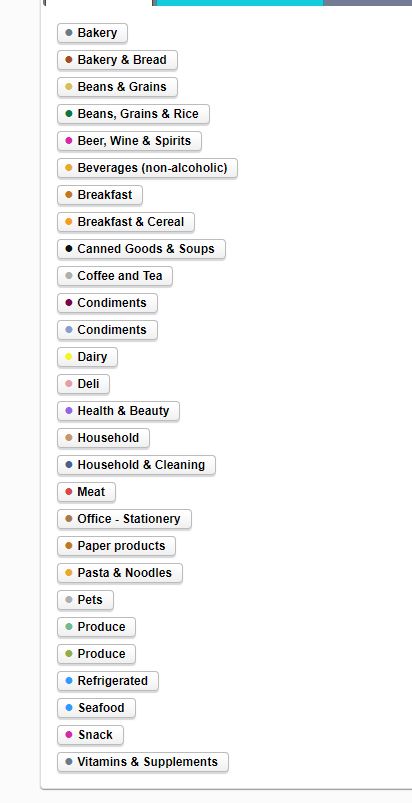 Bakery
Bakery & Bread
Beans & Grains
Beans, Grains & Rice
Beer, Wine & Spirits
Beverages (non-alcoholic)
Breakfast
Breakfast & Cereal
Canned Goods & Soups
Coffee and Tea
Condiments
Condiments
Dairy
Deli
Health & Beauty
Household
Household & Cleaning
Meat
Office - Stationery
Paper products
Pasta & Noodles
Pets
Produce
Produce
Refrigerated
Seafood
Snack
Vitamins & Supplements